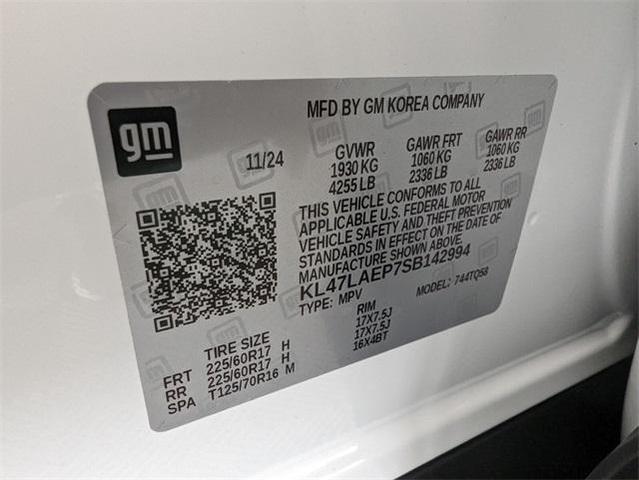 MFD BY GM KOREA COMPANY
gm
11/24
GVWR GAWR FRT GAWR RR
1930 KG 1060 KG 1060 KG
4255 LB 2336 LB 2336 LB
THIS VEHICLE CONFORMS TO ALL
APPLICABLE U.S. FEDERAL MOTOR
VEHICLE SAFETY AND THEFT PREVENTION
STANDARDS IN EFFECT ON THE DATE OF
MANUFACTURE SHOWN ABOVE.
KL47LAEP7SB142994
TYPE: MPV MODEL: 744TQ58
TIRE SIZE RIM
FRT 225/60R17 H 17X7.5J
RR 225/60R17 H 17X7.5J
SPA T125/70R16 M 16X4BT